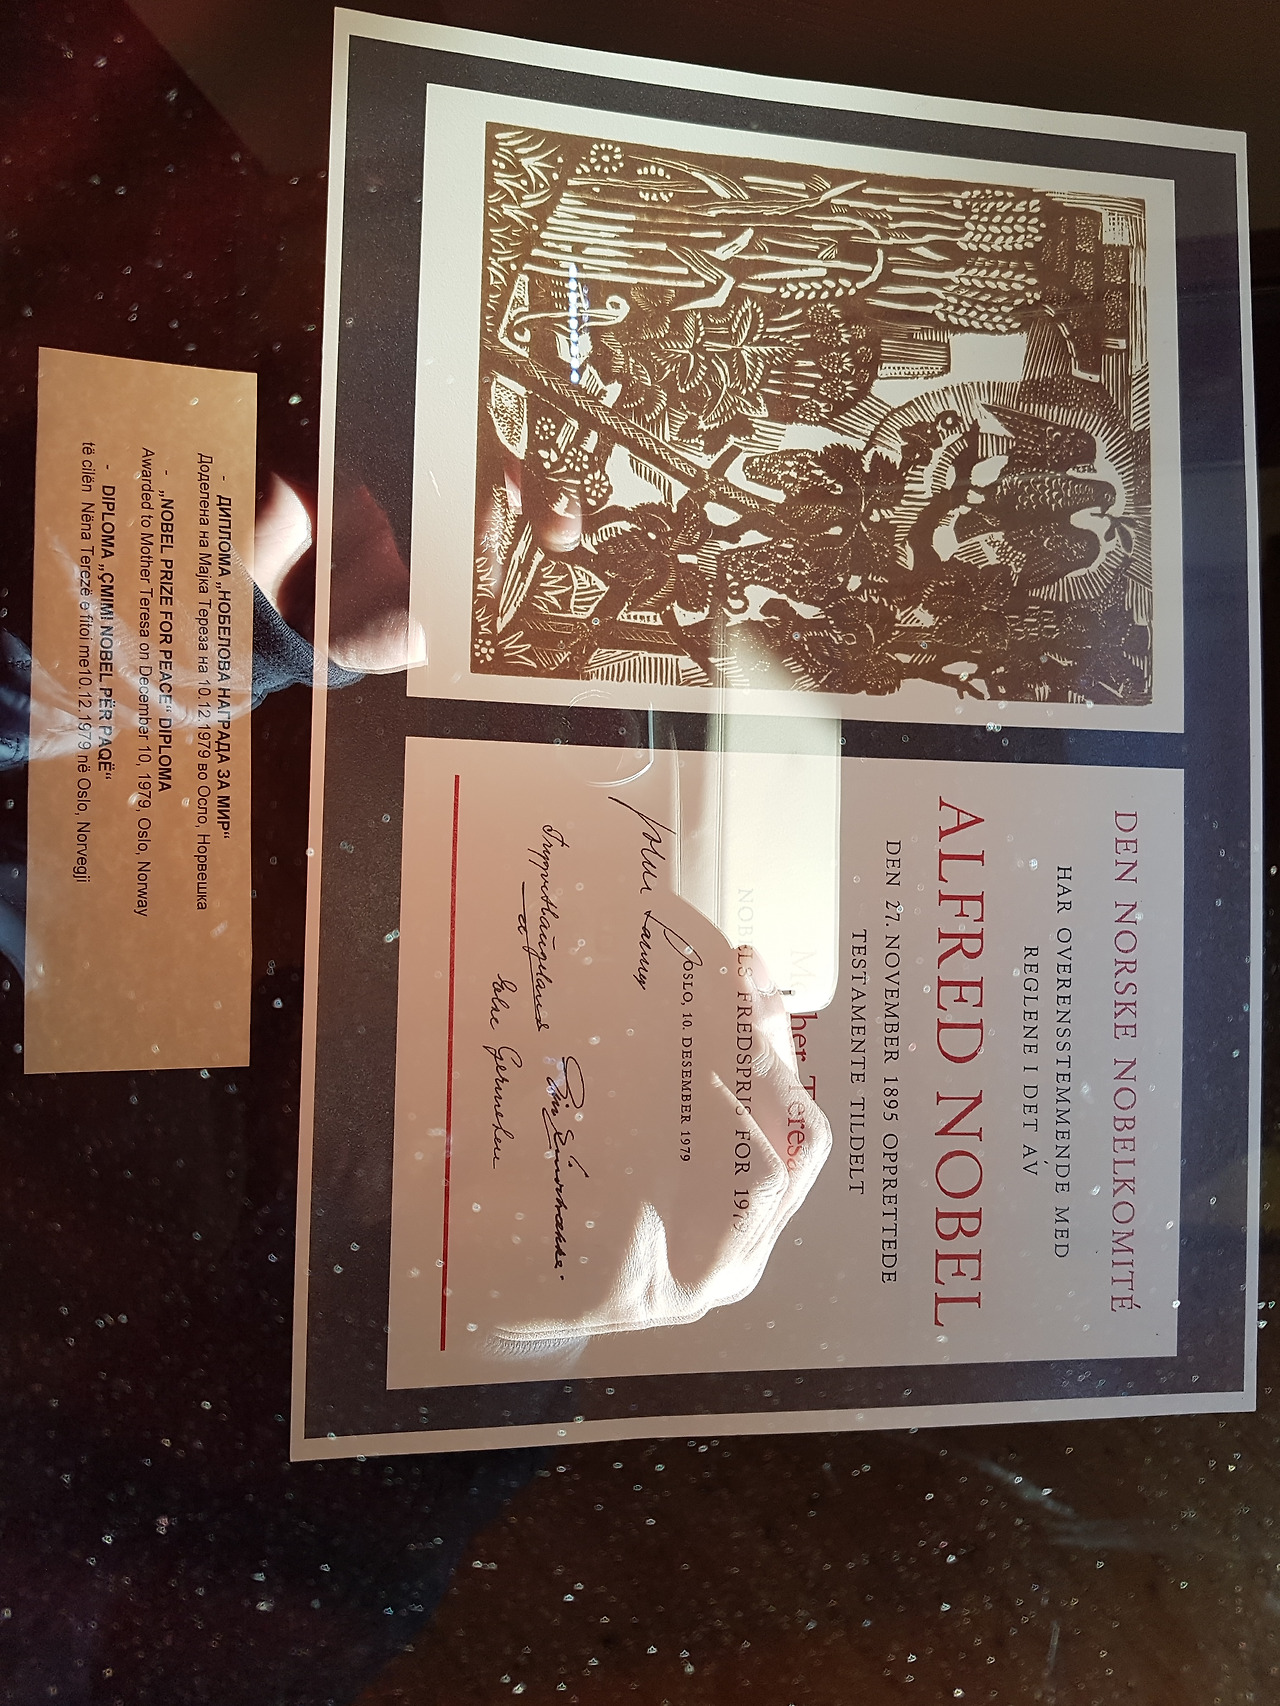 DEN NORSKE NOBELKOMITÉ
HAR OVERENSSTEMMENDE MED
REGLENE I DET AV
ALFRED NOBEL
DEN 27. NOVEMBER 1895 OPPRETTEDE
TESTAMENTE TILDELT
Mother Teresa
NOBELS FREDSPRIS FOR 1979
OSLO, 10. DESEMBER 1979
- ДИПЛОМА „НОБЕЛОВА НАГРАДА ЗА МИР“
Доделена на Мајка Тереза на 10.12.1979 во Осло, Норвешка
- „NOBEL PRIZE FOR PEACE“ DIPLOMA
Awarded to Mother Teresa on December 10, 1979, Oslo, Norway
- DIPLOMA „ÇMIMI NOBEL PËR PAQË“
të cilën Nëna Terezë e fitoi me10.12.1979 në Oslo, Norvegji